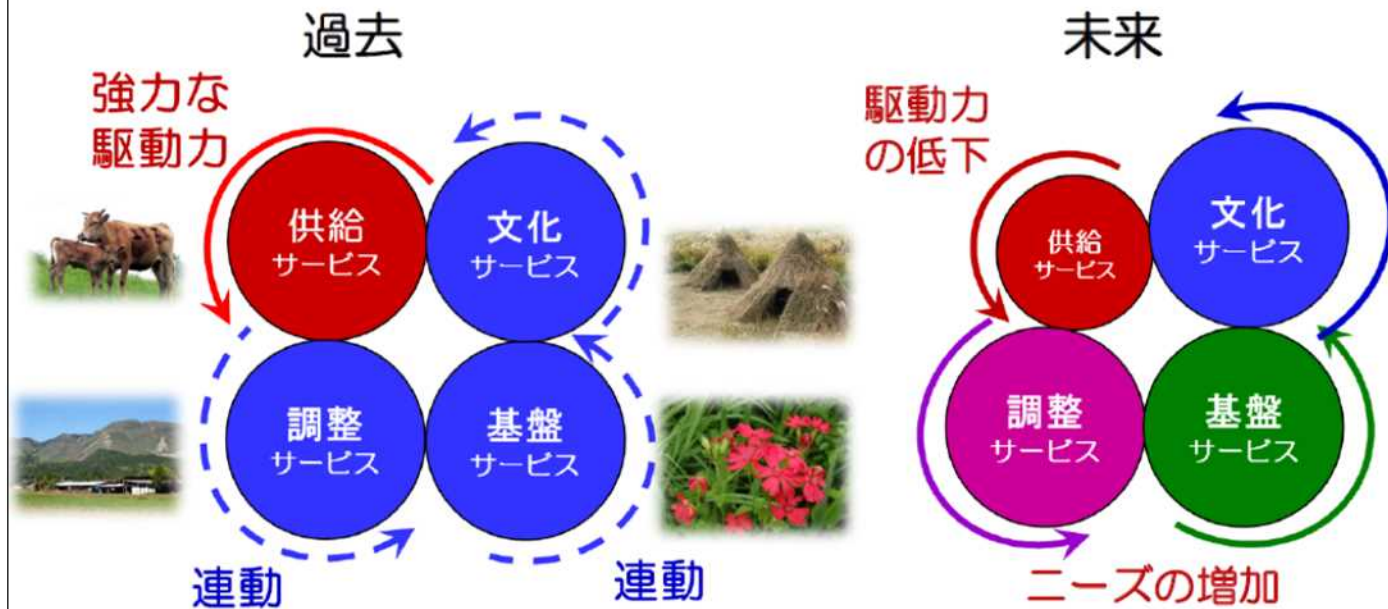 過去
強力な
駆動力
供給
サービス
文化
サービス
調整
サービス
基盤
サービス
連動
連動
未来
駆動力
の低下
供給
サービス
文化
サービス
調整
サービス
基盤
サービス
ニーズの増加